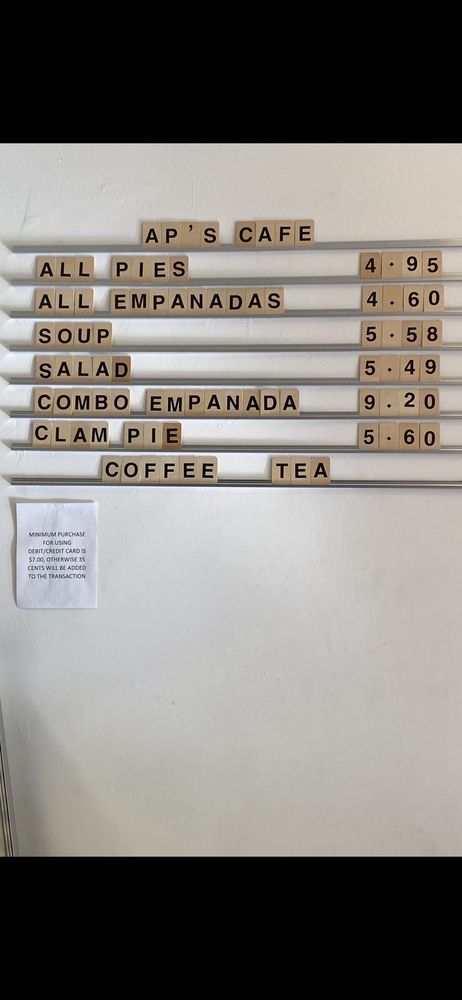 AP'S CAFE
ALL PIES 4.95
ALL EMPANADAS 4.60
SOUP 5.58
SALAD 5.49
COMBO EMPANADA 9.20
CLAM PIE 5.60
COFFEE TEA
MINIMUM PURCHASE
FOR USING
DEBIT/CREDIT CARD IS
$7.00, OTHERWISE 35
CENTS WILL BE ADDED
TO THE TRANSACTION